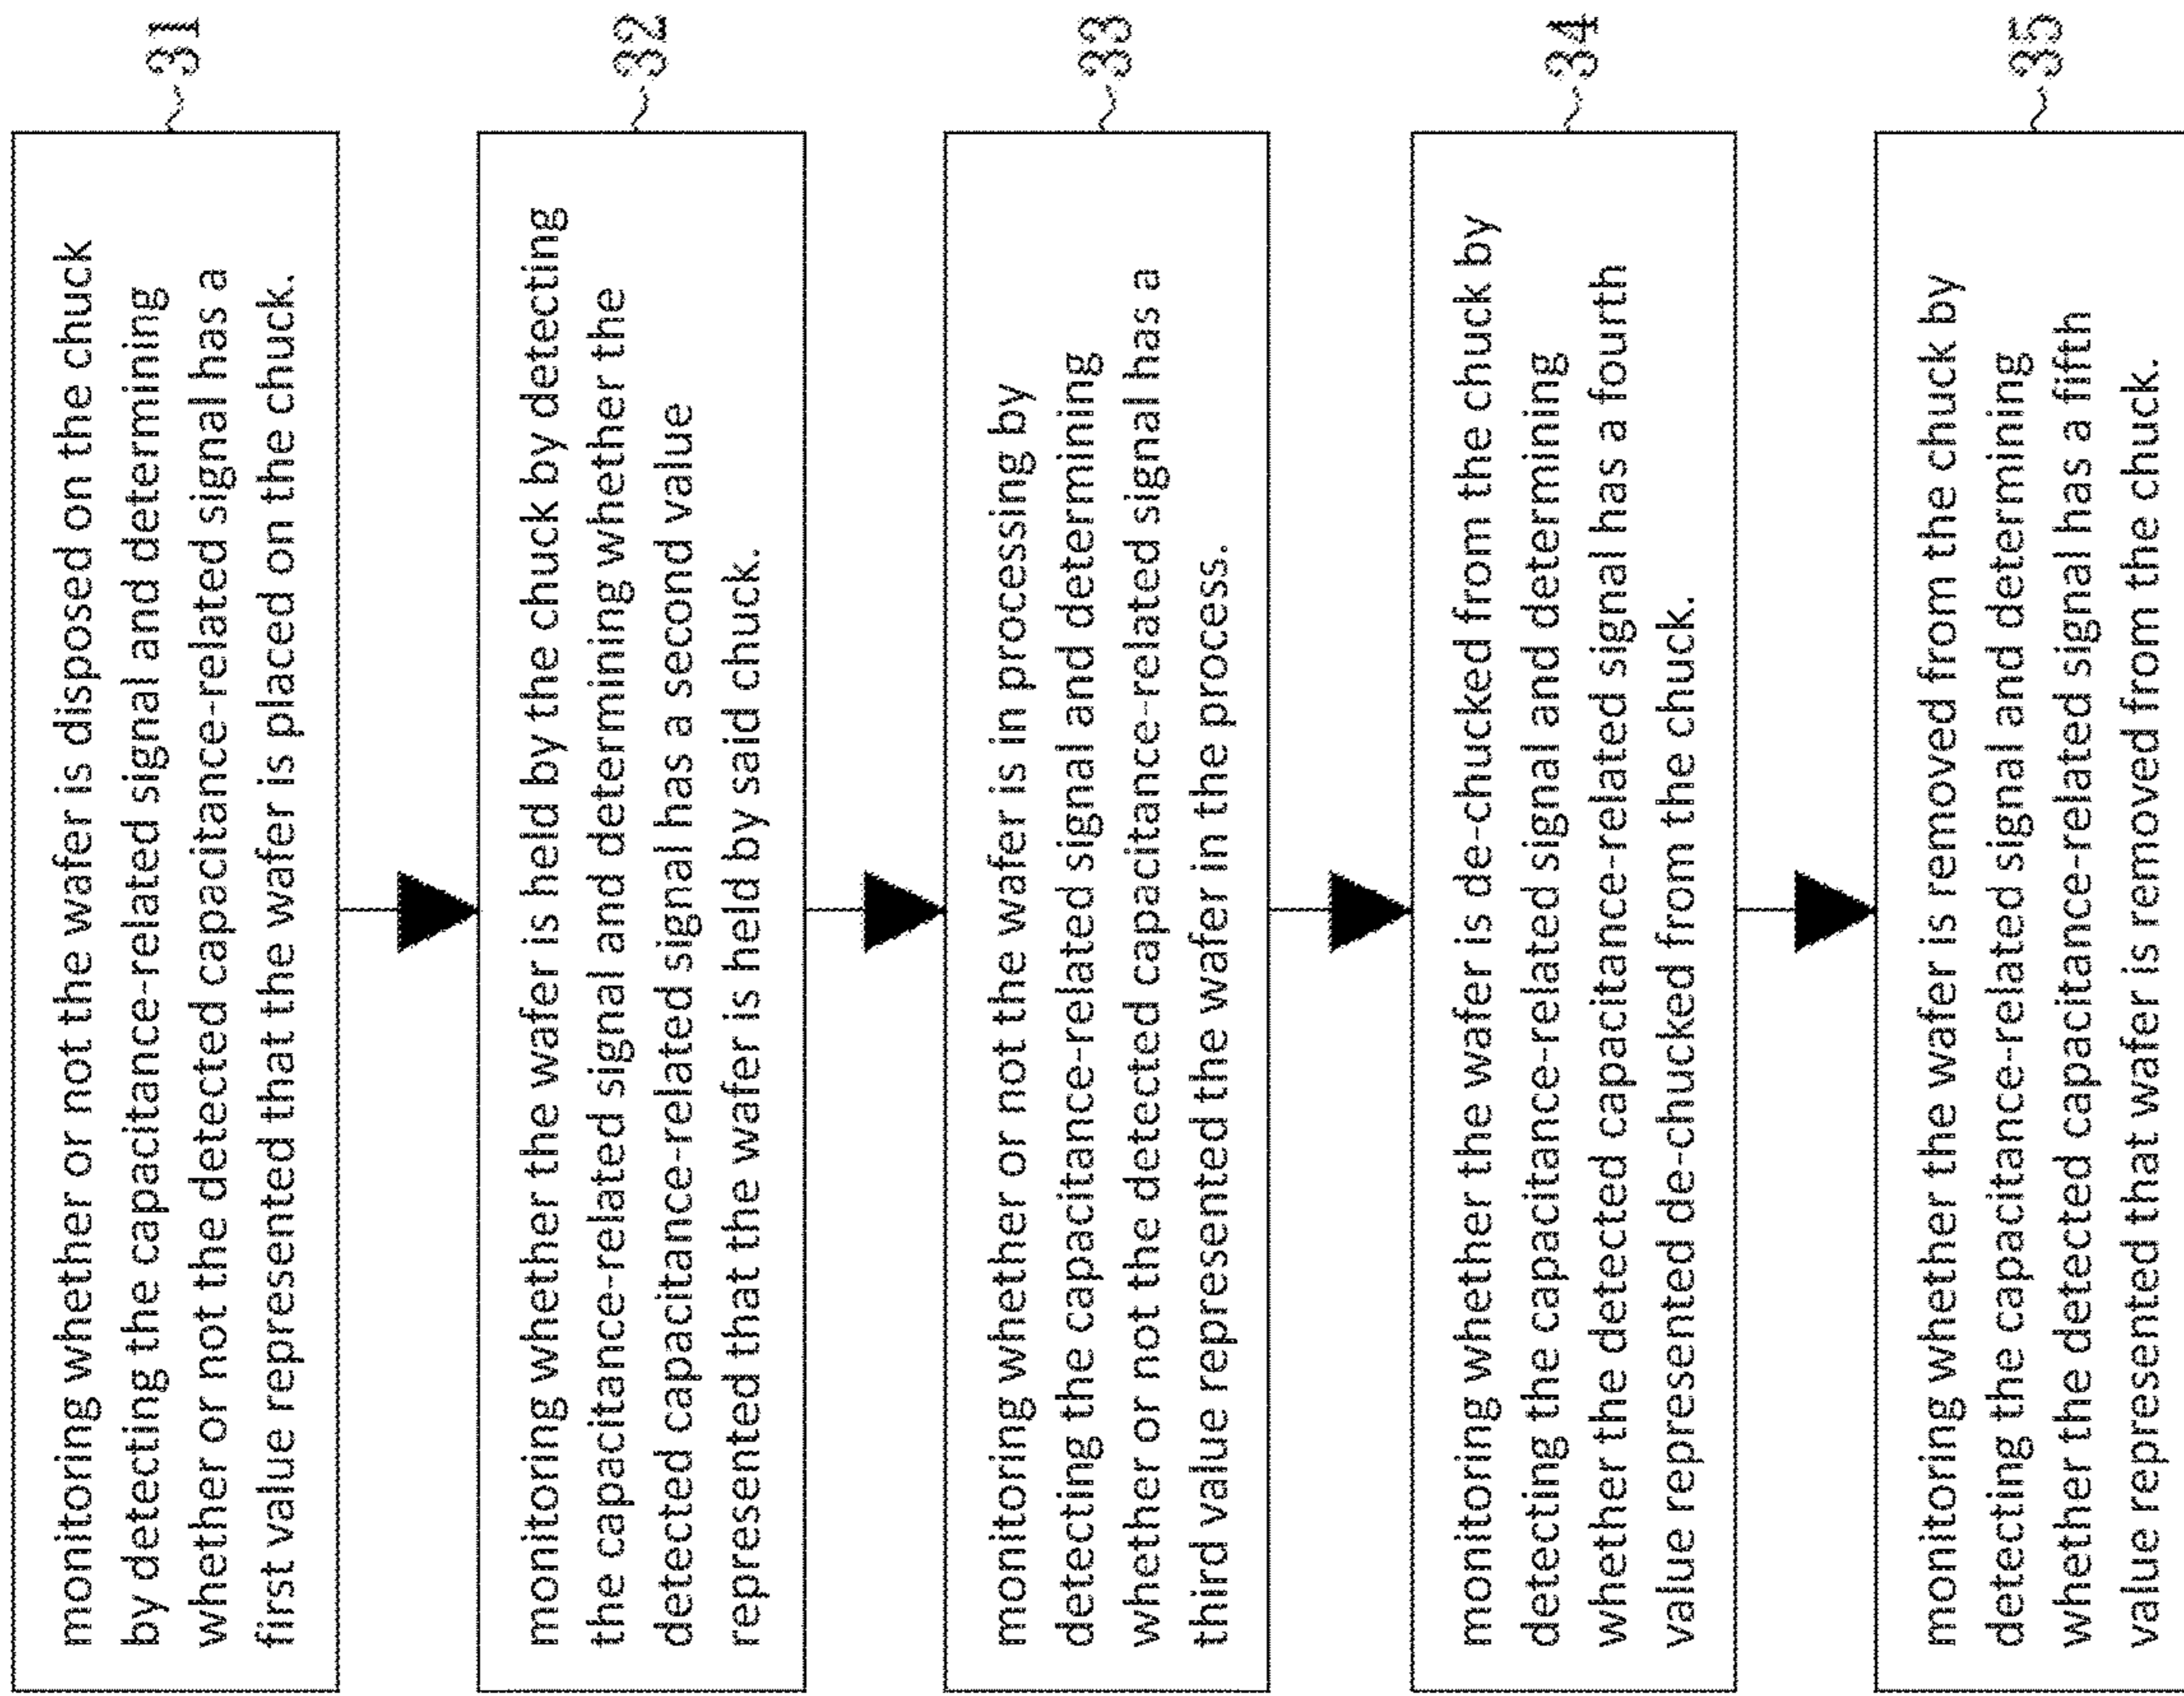 monitoring whether or not the wafer is disposed on the chuck
by detecting the capacitance-related signal and determining
whether or not the detected capacitance-related signal has a
first value represented that the wafer is placed on the chuck.
31
monitoring whether the wafer is held by the chuck by detecting
the capacitance-related signal and determining whether the
detected capacitance-related signal has a second value
represented that the wafer is held by said chuck.
32
monitoring whether or not the wafer is in processing by
detecting the capacitance-related signal and determining
whether or not the detected capacitance-related signal has a
third value represented the wafer in the process.
33
monitoring whether the wafer is de-chucked from the chuck by
detecting the capacitance-related signal and determining
whether the detected capacitance-related signal has a fourth
value represented de-chucked from the chuck.
34
monitoring whether the wafer is removed from the chuck by
detecting the capacitance-related signal and determining
whether the detected capacitance-related signal has a fifth
value represented that wafer is removed from the chuck.
35